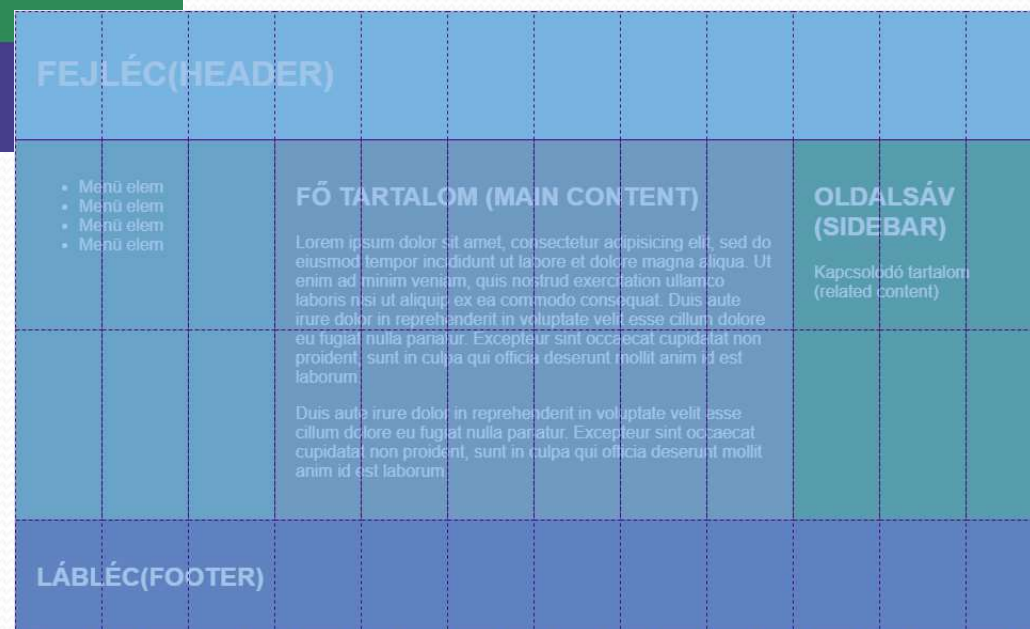 FEJLÉC(HEADER)
• Menü elem
• Menü elem
• Menü elem
• Menü elem
FŐ TARTALOM (MAIN CONTENT)
Lorem ipsum dolor sit amet, consectetur adipisicing elit, sed do
eiusmod tempor incididunt ut labore et dolore magna aliqua. Ut
enim ad minim veniam, quis nostrud exercitation ullamco
laboris nisi ut aliquip ex ea commodo consequat. Duis aute
irure dolor in reprehenderit in voluptate velit esse cillum dolore
eu fugiat nulla pariatur. Excepteur sint occaecat cupidatat non
proident, sunt in culpa qui officia deserunt mollit anim id est
laborum.
Duis aute irure dolor in reprehenderit in voluptate velit esse
cillum dolore eu fugiat nulla pariatur. Excepteur sint occaecat
cupidatat non proident, sunt in culpa qui officia deserunt mollit
anim id est laborum.
OLDALSÁV
(SIDEBAR)
Kapcsolódó tartalom
(related content)
LÁBLÉC(FOOTER)